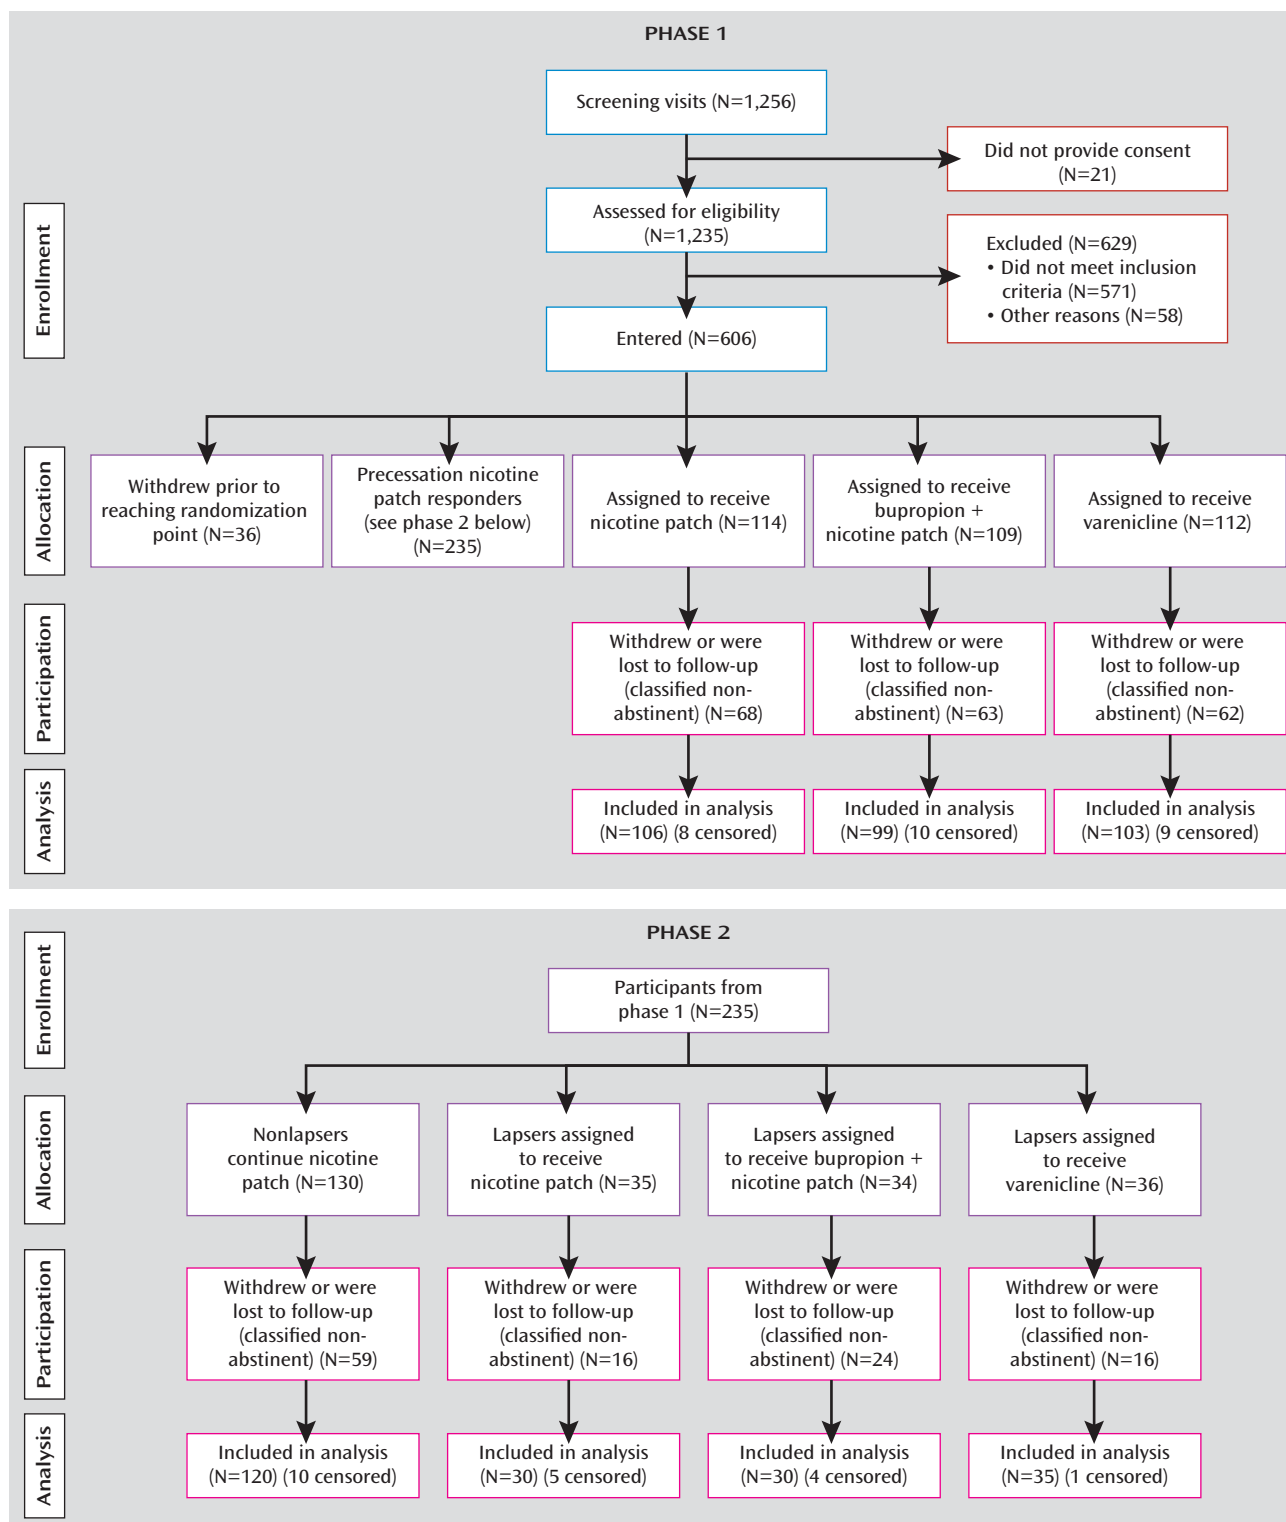 PHASE 1
Screening visits (N=1,256)
Did not provide consent
(N=21)
Enrollment
Assessed for eligibility
(N=1,235)
Excluded (N=629)
• Did not meet inclusion
criteria (N=571)
• Other reasons (N=58)
Entered (N=606)
Allocation
Withdrew prior to
reaching randomization
point (N=36)
Precessation nicotine
patch responders
(see phase 2 below)
(N=235)
Assigned to receive
nicotine patch (N=114)
Assigned to receive
bupropion +
nicotine patch (N=109)
Assigned to receive
varenicline (N=112)
Participation
Withdrew or were
lost to follow-up
(classified non-
abstinent) (N=68)
Withdrew or were
lost to follow-up
(classified non-
abstinent) (N=63)
Withdrew or were
lost to follow-up
(classified non-
abstinent) (N=62)
Analysis
Included in analysis
(N=106) (8 censored)
Included in analysis
(N=99) (10 censored)
Included in analysis
(N=103) (9 censored)
PHASE 2
Enrollment
Participants from
phase 1 (N=235)
Allocation
Nonlapsers
continue nicotine
patch (N=130)
Lapsers assigned
to receive
nicotine patch (N=35)
Lapsers assigned
to receive bupropion +
nicotine patch (N=34)
Lapsers assigned
to receive
varenicline (N=36)
Participation
Withdrew or were
lost to follow-up
(classified non-
abstinent) (N=59)
Withdrew or were
lost to follow-up
(classified non-
abstinent) (N=16)
Withdrew or were
lost to follow-up
(classified non-
abstinent) (N=24)
Withdrew or were
lost to follow-up
(classified non-
abstinent) (N=16)
Analysis
Included in analysis
(N=120) (10 censored)
Included in analysis
(N=30) (5 censored)
Included in analysis
(N=30) (4 censored)
Included in analysis
(N=35) (1 censored)